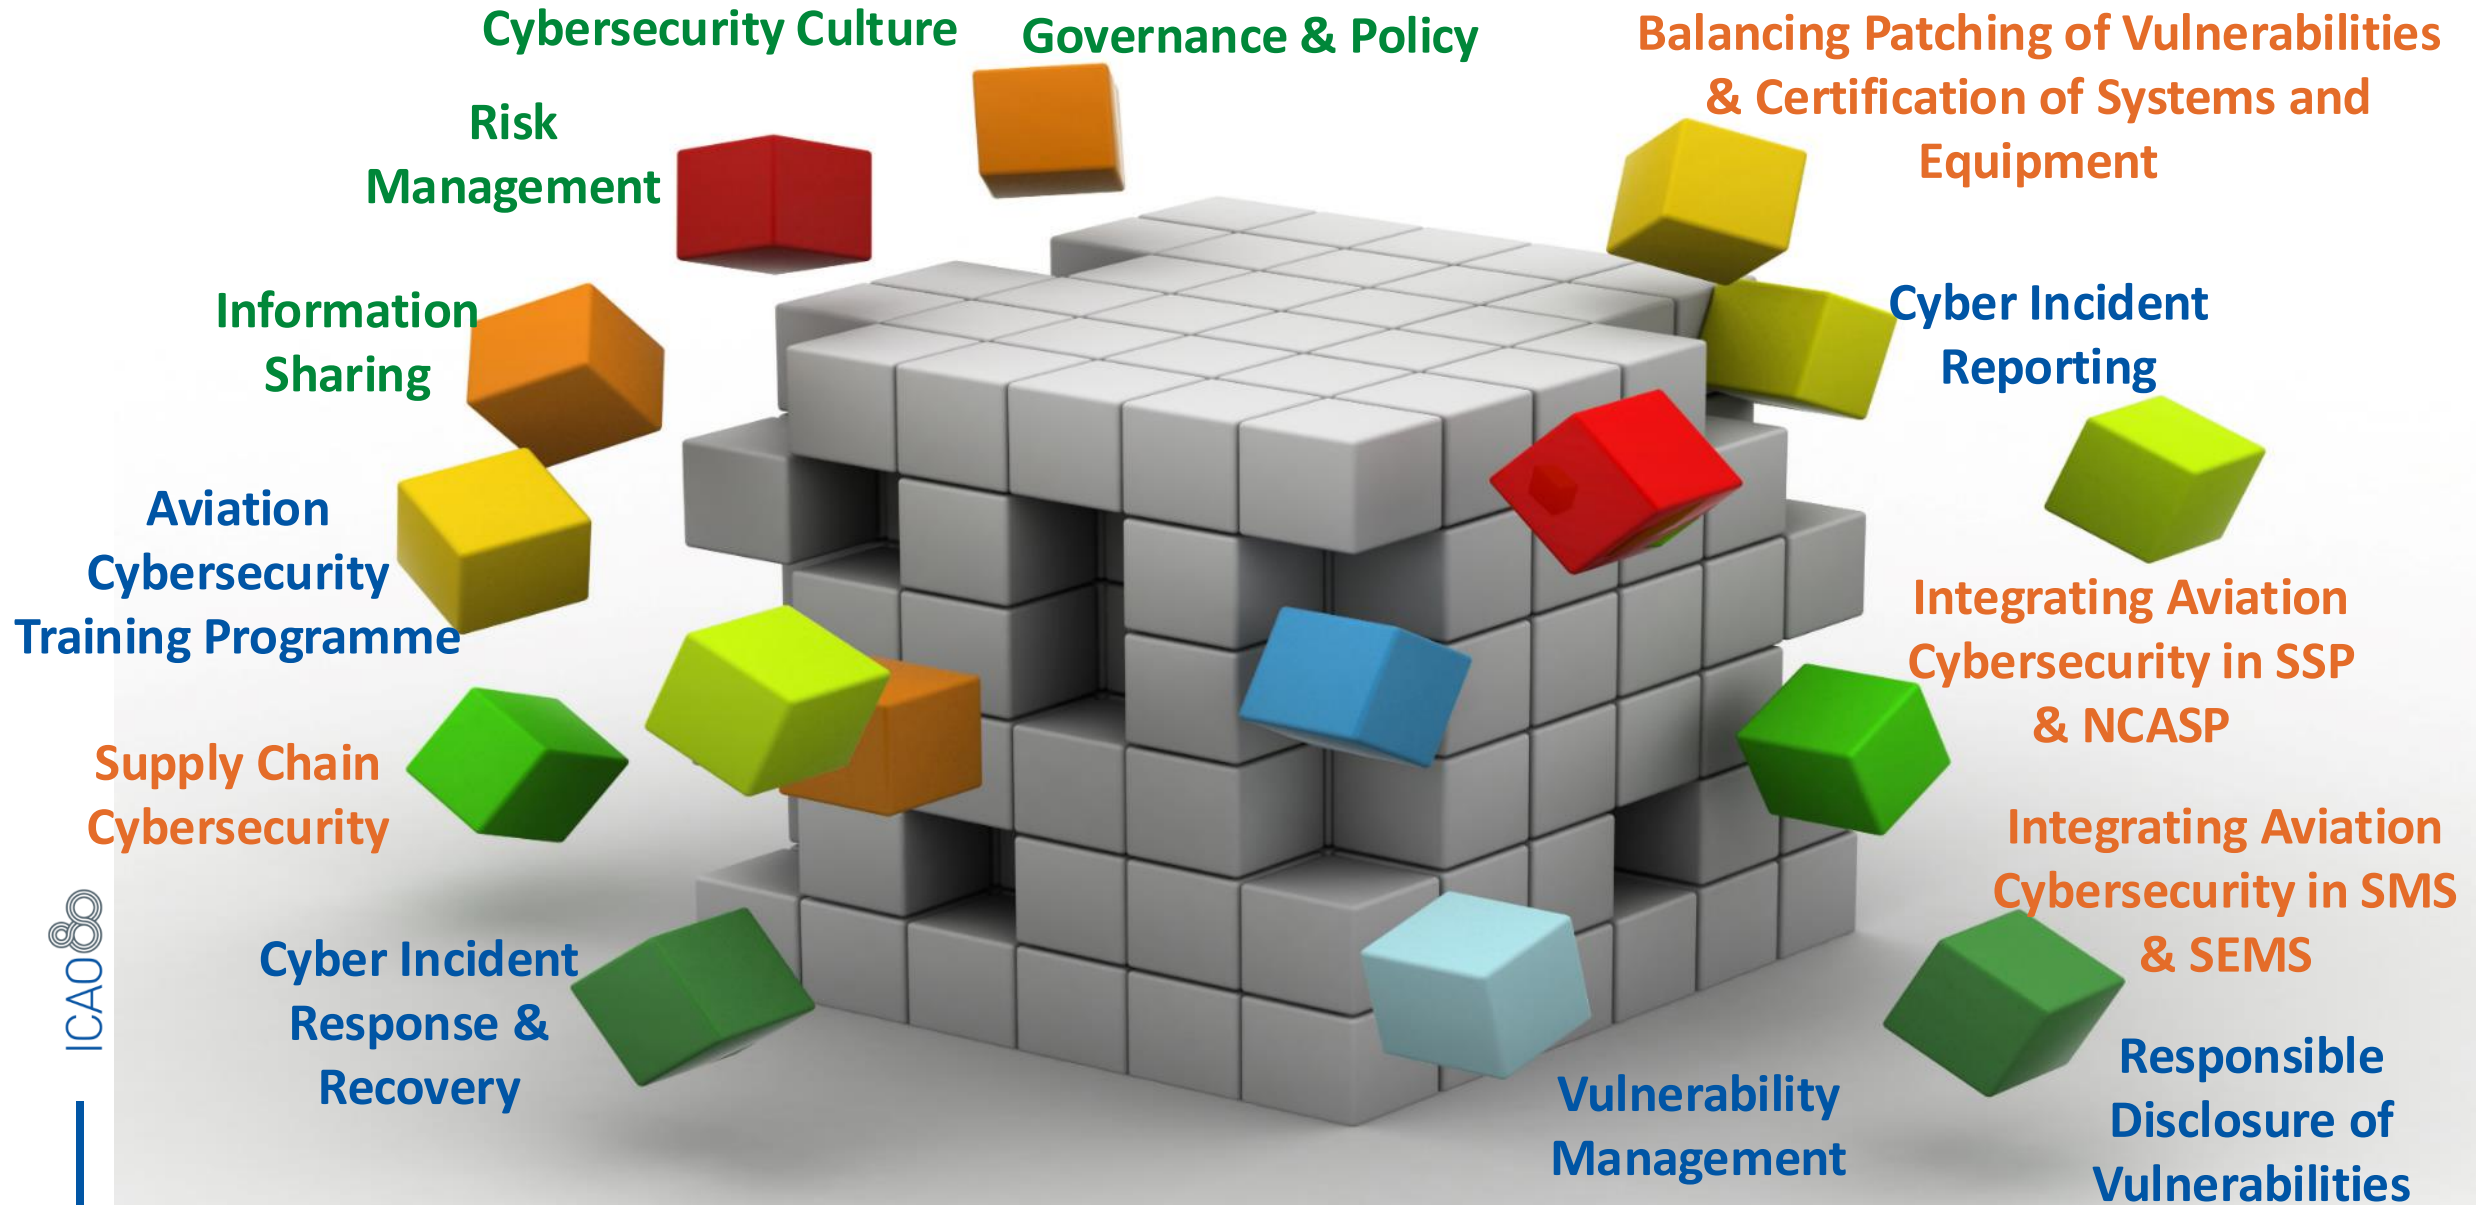 Cybersecurity Culture
Governance & Policy
Balancing Patching of Vulnerabilities
& Certification of Systems and
Equipment
Risk
Management
Information
Sharing
Cyber Incident
Reporting
Aviation
Cybersecurity
Training Programme
Integrating Aviation
Cybersecurity in SSP
& NCASP
Supply Chain
Cybersecurity
Integrating Aviation
Cybersecurity in SMS
& SEMS
Cyber Incident
Response &
Recovery
Vulnerability
Management
Responsible
Disclosure of
Vulnerabilities
ICAO